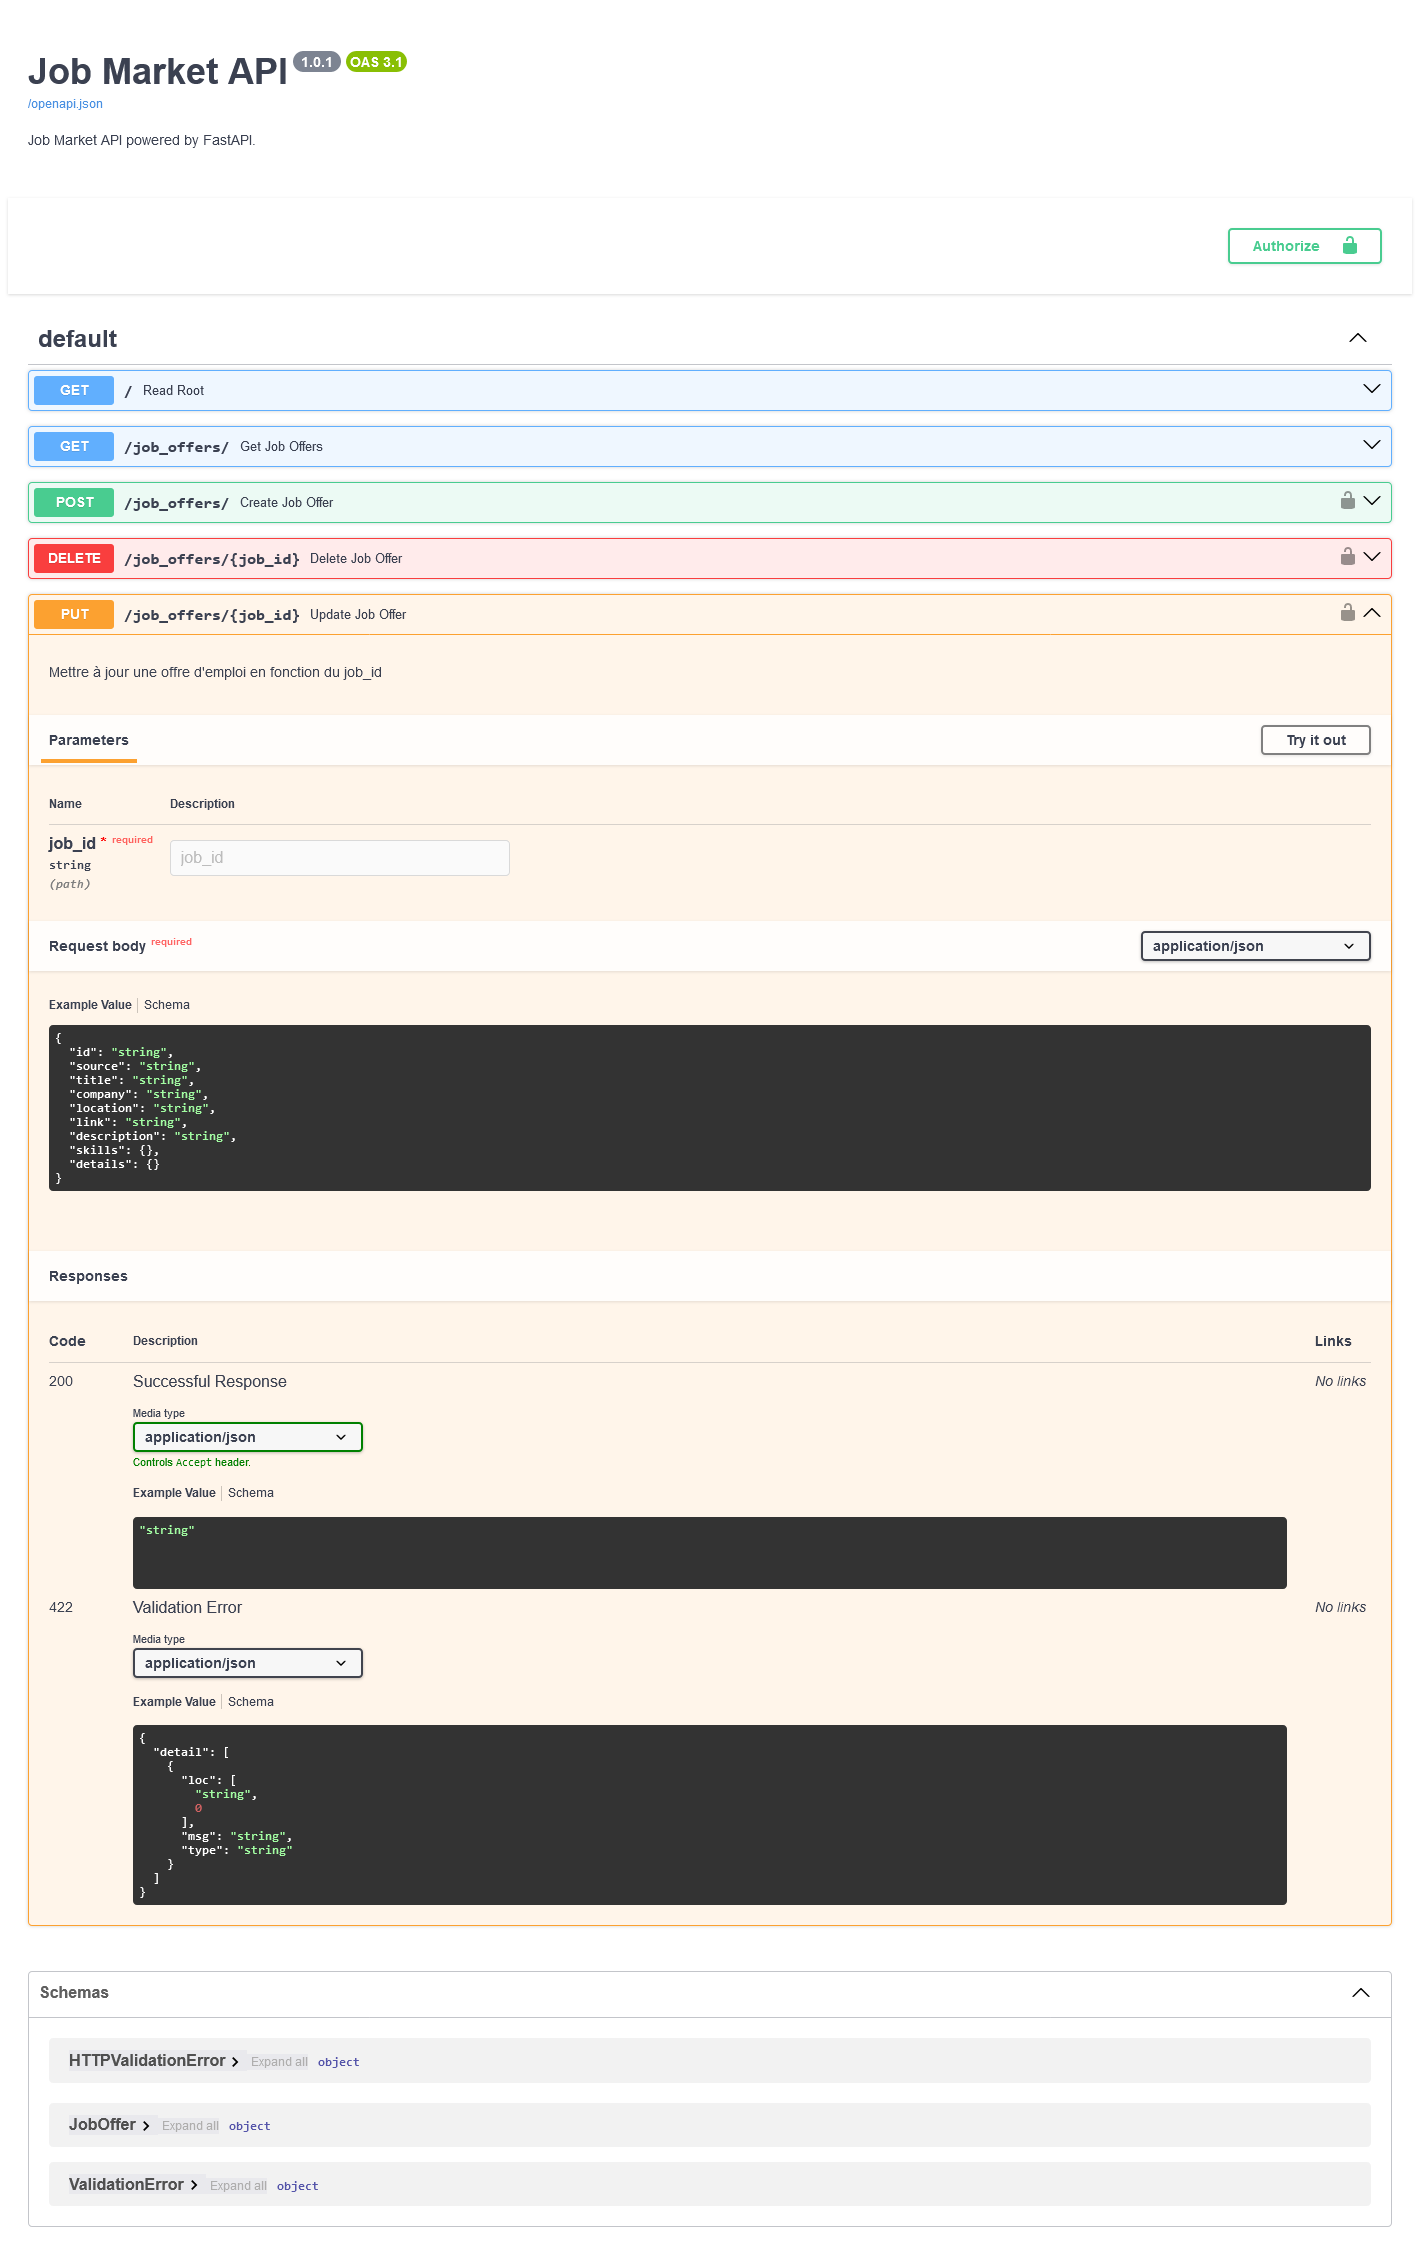 Job Market API 1.0.1 OAS 3.1
/openapi.json
Job Market API powered by FastAPI.
Authorize
default
GET / Read Root
GET /job_offers/ Get Job Offers
POST /job_offers/ Create Job Offer
DELETE /job_offers/{job_id} Delete Job Offer
PUT /job_offers/{job_id} Update Job Offer
Mettre à jour une offre d'emploi en fonction du job_id
Parameters Try it out
Name Description
job_id * required
string
(path)
job_id
Request body required application/json
Example Value Schema
{
  "id": "string",
  "source": "string",
  "title": "string",
  "company": "string",
  "location": "string",
  "link": "string",
  "description": "string",
  "skills": {},
  "details": {}
}
Responses
Code Description Links
200 Successful Response No links
Media type
application/json
Controls Accept header.
Example Value Schema
"string"
422 Validation Error No links
Media type
application/json
Example Value Schema
{
  "detail": [
    {
      "loc": [
        "string",
        0
      ],
      "msg": "string",
      "type": "string"
    }
  ]
}
Schemas
HTTPValidationError Expand all object
JobOffer Expand all object
ValidationError Expand all object